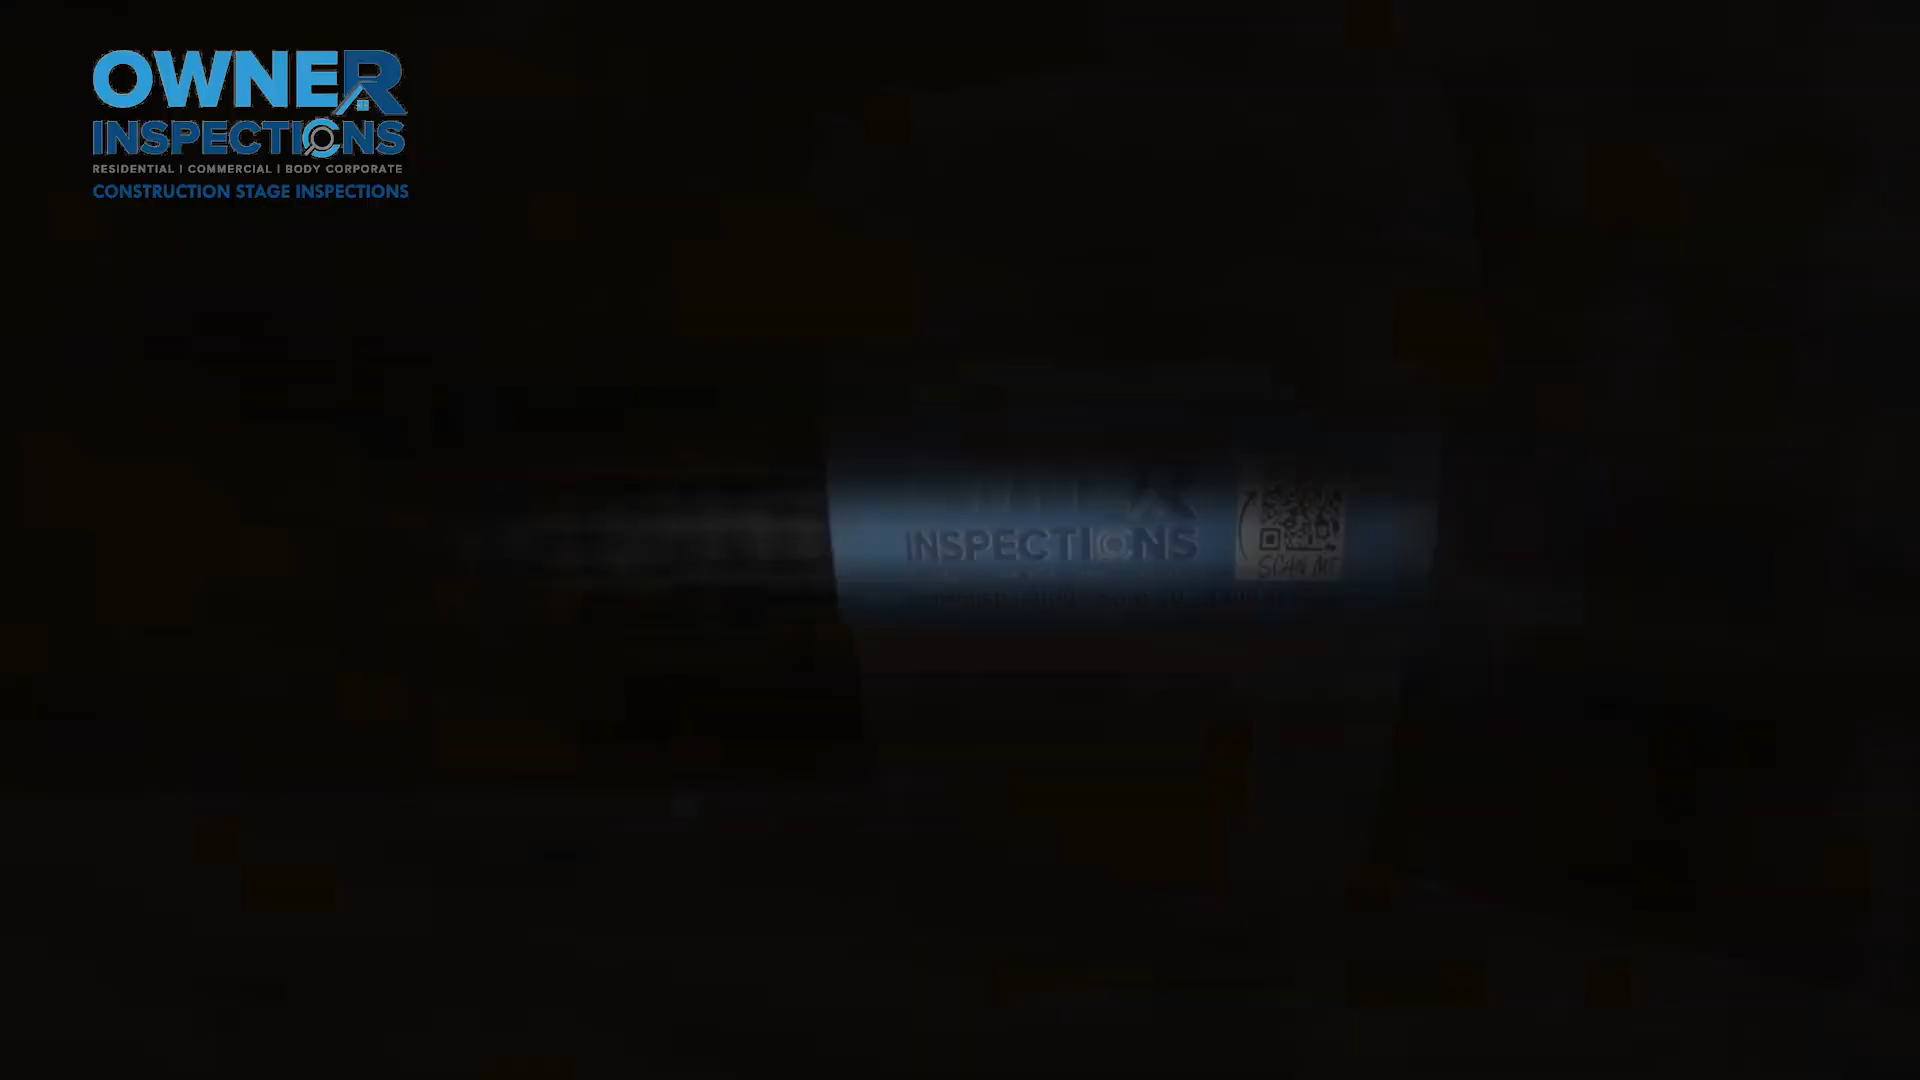 OWNER
INSPECTIONS
RESIDENTIAL | COMMERCIAL | BODY CORPORATE
CONSTRUCTION STAGE INSPECTIONS
INSPECTIONS
SCAN ME